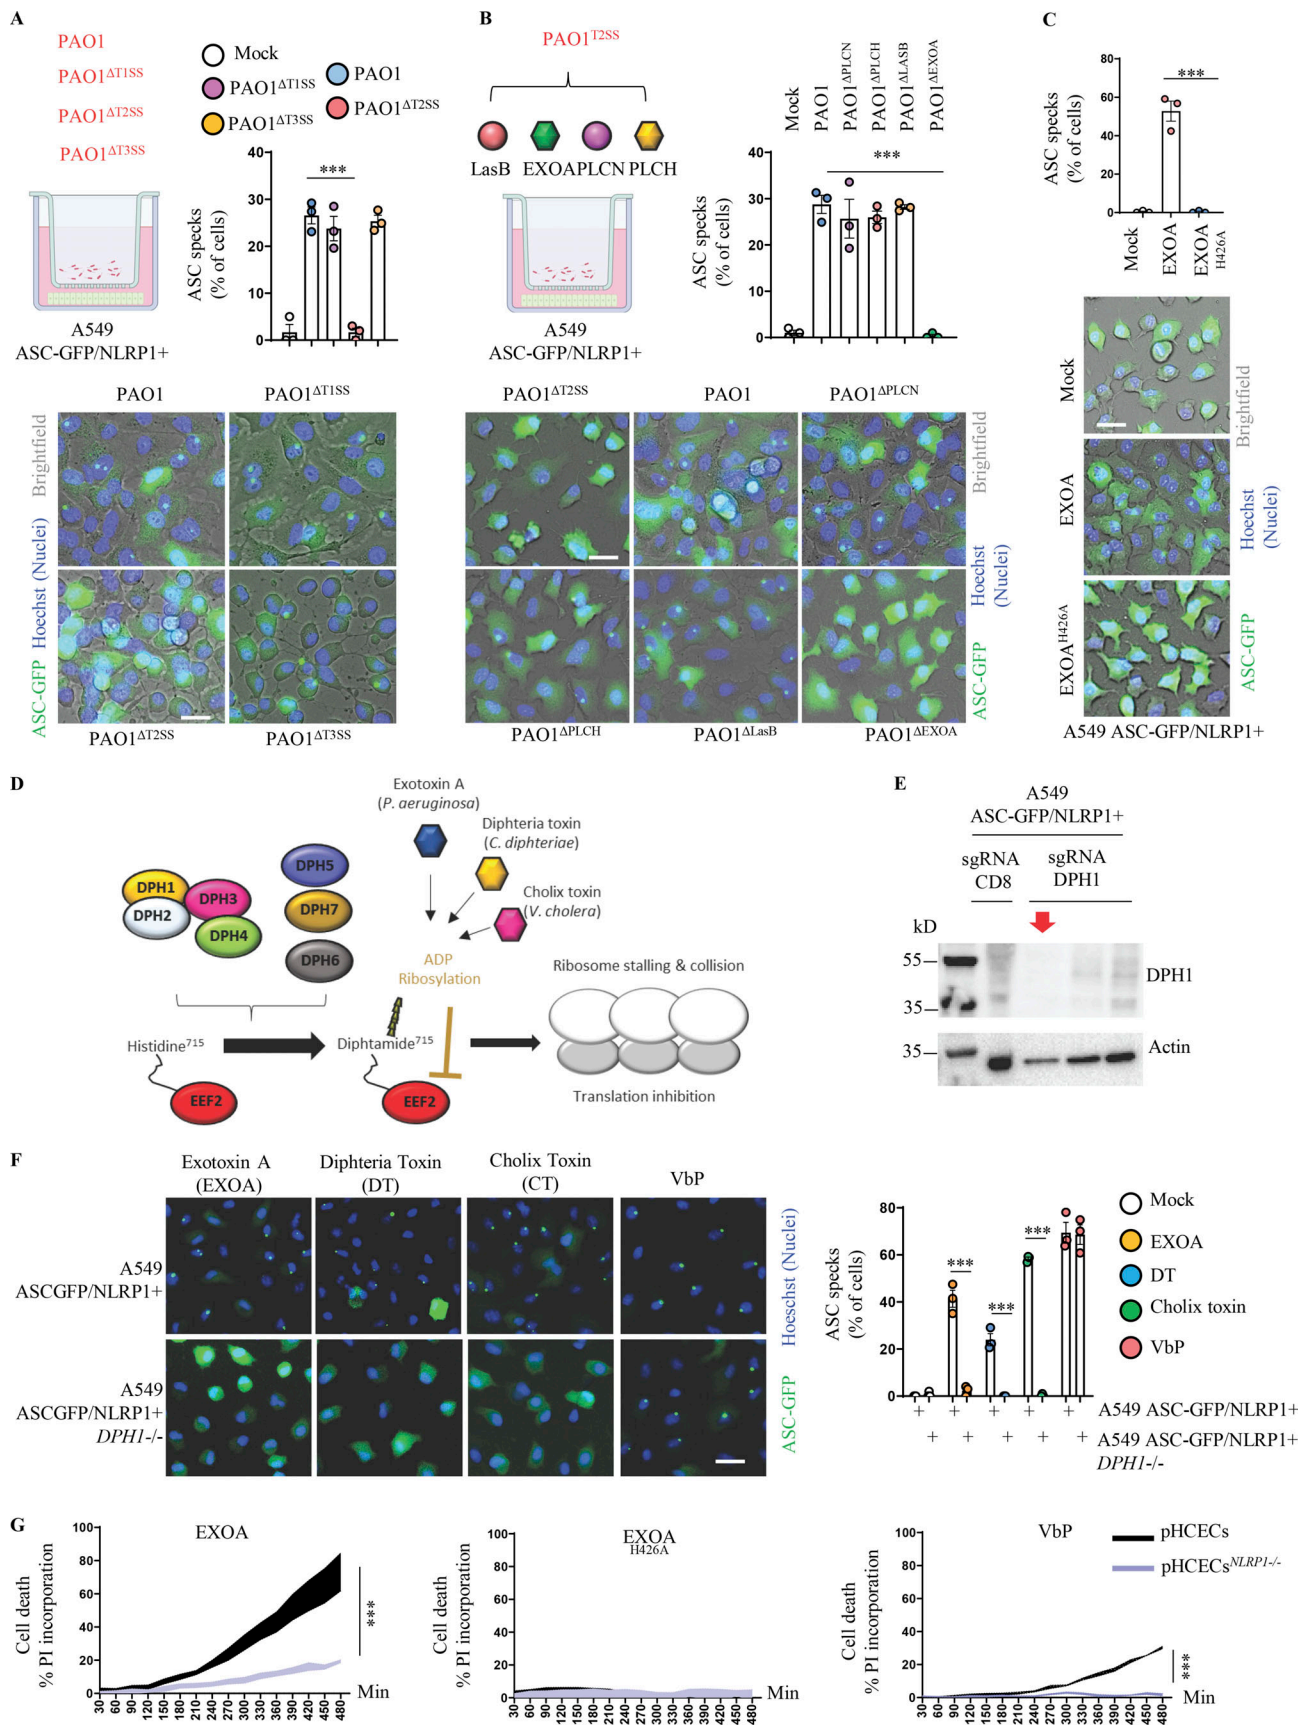 A
PAO1
PAO1ΔT1SS
PAO1ΔT2SS
PAO1ΔT3SS
Mock
PAO1ΔT1SS
PAO1ΔT3SS
PAO1
PAO1ΔT2SS
A549
ASC-GFP/NLRP1+
ASC specks
(% of cells)
40
30
20
10
0
***
PAO1
PAO1ΔT1SS
PAO1ΔT2SS
PAO1ΔT3SS
ASC-GFP Hoechst (Nuclei) Brightfield
B
PAO1T2SS
LasB EXOA PLCN PLCH
A549
ASC-GFP/NLRP1+
Mock
PAO1
PAO1ΔPLCN
PAO1ΔPLCH
PAO1ΔLASB
PAO1ΔEXOA
***
ASC specks
(% of cells)
40
30
20
10
0
PAO1ΔT2SS
PAO1
PAO1ΔPLCN
PAO1ΔPLCH
PAO1ΔLasB
PAO1ΔEXOA
Brightfield
Hoechst
(Nuclei)
ASC-GFP
C
***
ASC specks
(% of cells)
80
60
40
20
0
Mock
EXOA
EXOA
H426A
Mock
EXOA
EXOAH426A
Brightfield
Hoechst
(Nuclei)
ASC-GFP
A549 ASC-GFP/NLRP1+
D
Exotoxin A
(P. aeruginosa)
Diphteria toxin
(C. diphteriae)
Cholix toxin
(V. cholera)
DPH1
DPH2
DPH3
DPH4
DPH5
DPH7
DPH6
ADP
Ribosylation
Histidine715
EEF2
Diphtamide715
EEF2
Ribosome stalling & collision
Translation inhibition
E
A549
ASC-GFP/NLRP1+
sgRNA
CD8
sgRNA
DPH1
kD
55
35
DPH1
35
Actin
F
Exotoxin A
(EXOA)
Diphteria Toxin
(DT)
Cholix Toxin
(CT)
VbP
A549
ASCGFP/NLRP1+
A549
ASCGFP/NLRP1+
DPH1-/-
ASC-GFP Hoeschst (Nuclei)
ASC specks
(% of cells)
80
60
40
20
0
***
***
***
Mock
EXOA
DT
Cholix toxin
VbP
+ + + + + A549 ASC-GFP/NLRP1+
+ + + + + A549 ASC-GFP/NLRP1+
DPH1-/-
G
EXOA
Cell death
% PI incorporation
100
80
60
40
20
0
30 60 90 120 150 180 210 240 270 300 330 360 390 420 450 480
Min
***
EXOA
H426A
Cell death
% PI incorporation
100
80
60
40
20
0
30 60 90 120 150 180 210 240 270 300 330 360 390 420 450 480
Min
VbP
Cell death
% PI incorporation
100
80
60
40
20
0
30 60 90 120 150 180 210 240 270 300 330 360 390 420 450 480
Min
***
pHCECs
pHCECsNLRP1-/-